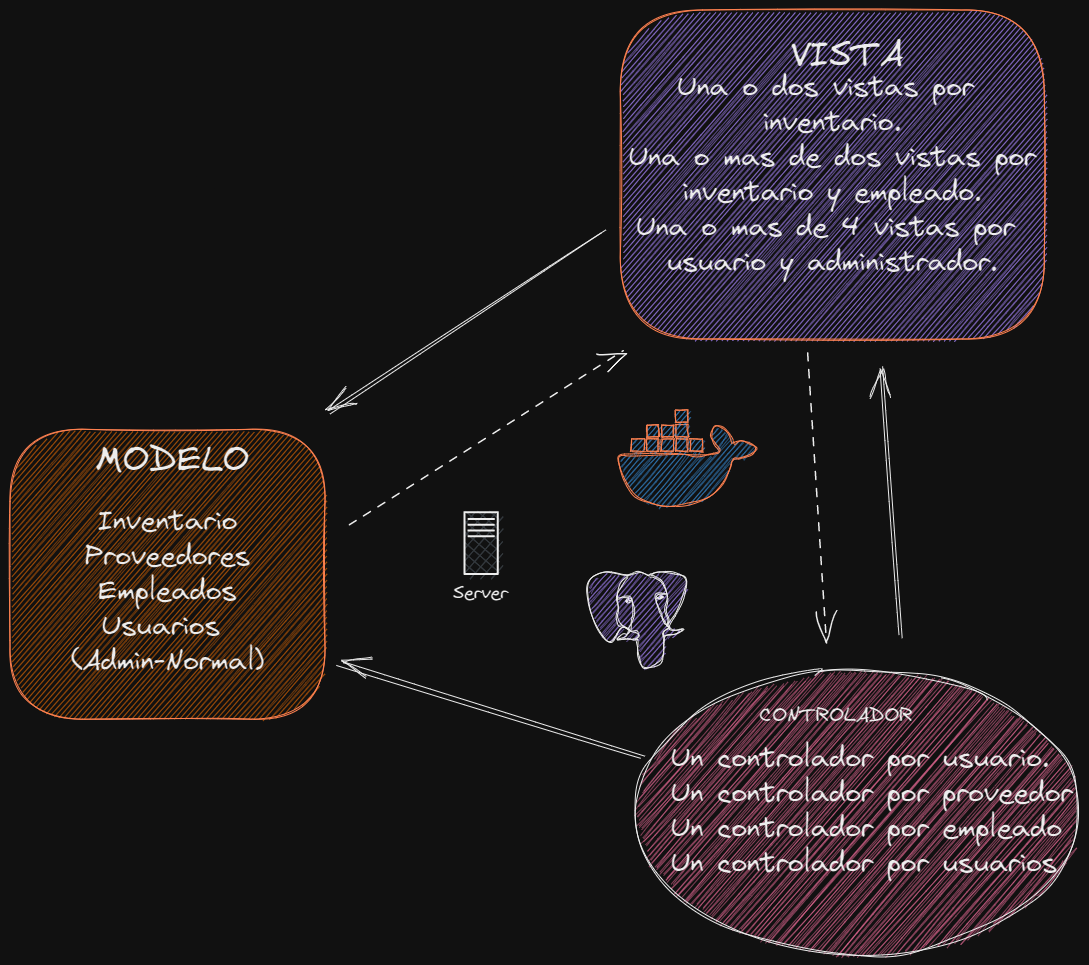 VISTA
Una o dos vistas por
inventario.
Una o mas de dos vistas por
inventario y empleado.
Una o mas de 4 vistas por
usuario y administrador.
MODELO
Inventario
Proveedores
Empleados
Usuarios
(Admin-Normal)
Server
CONTROLADOR
Un controlador por usuario.
Un controlador por proveedor
Un controlador por empleado
Un controlador por usuarios